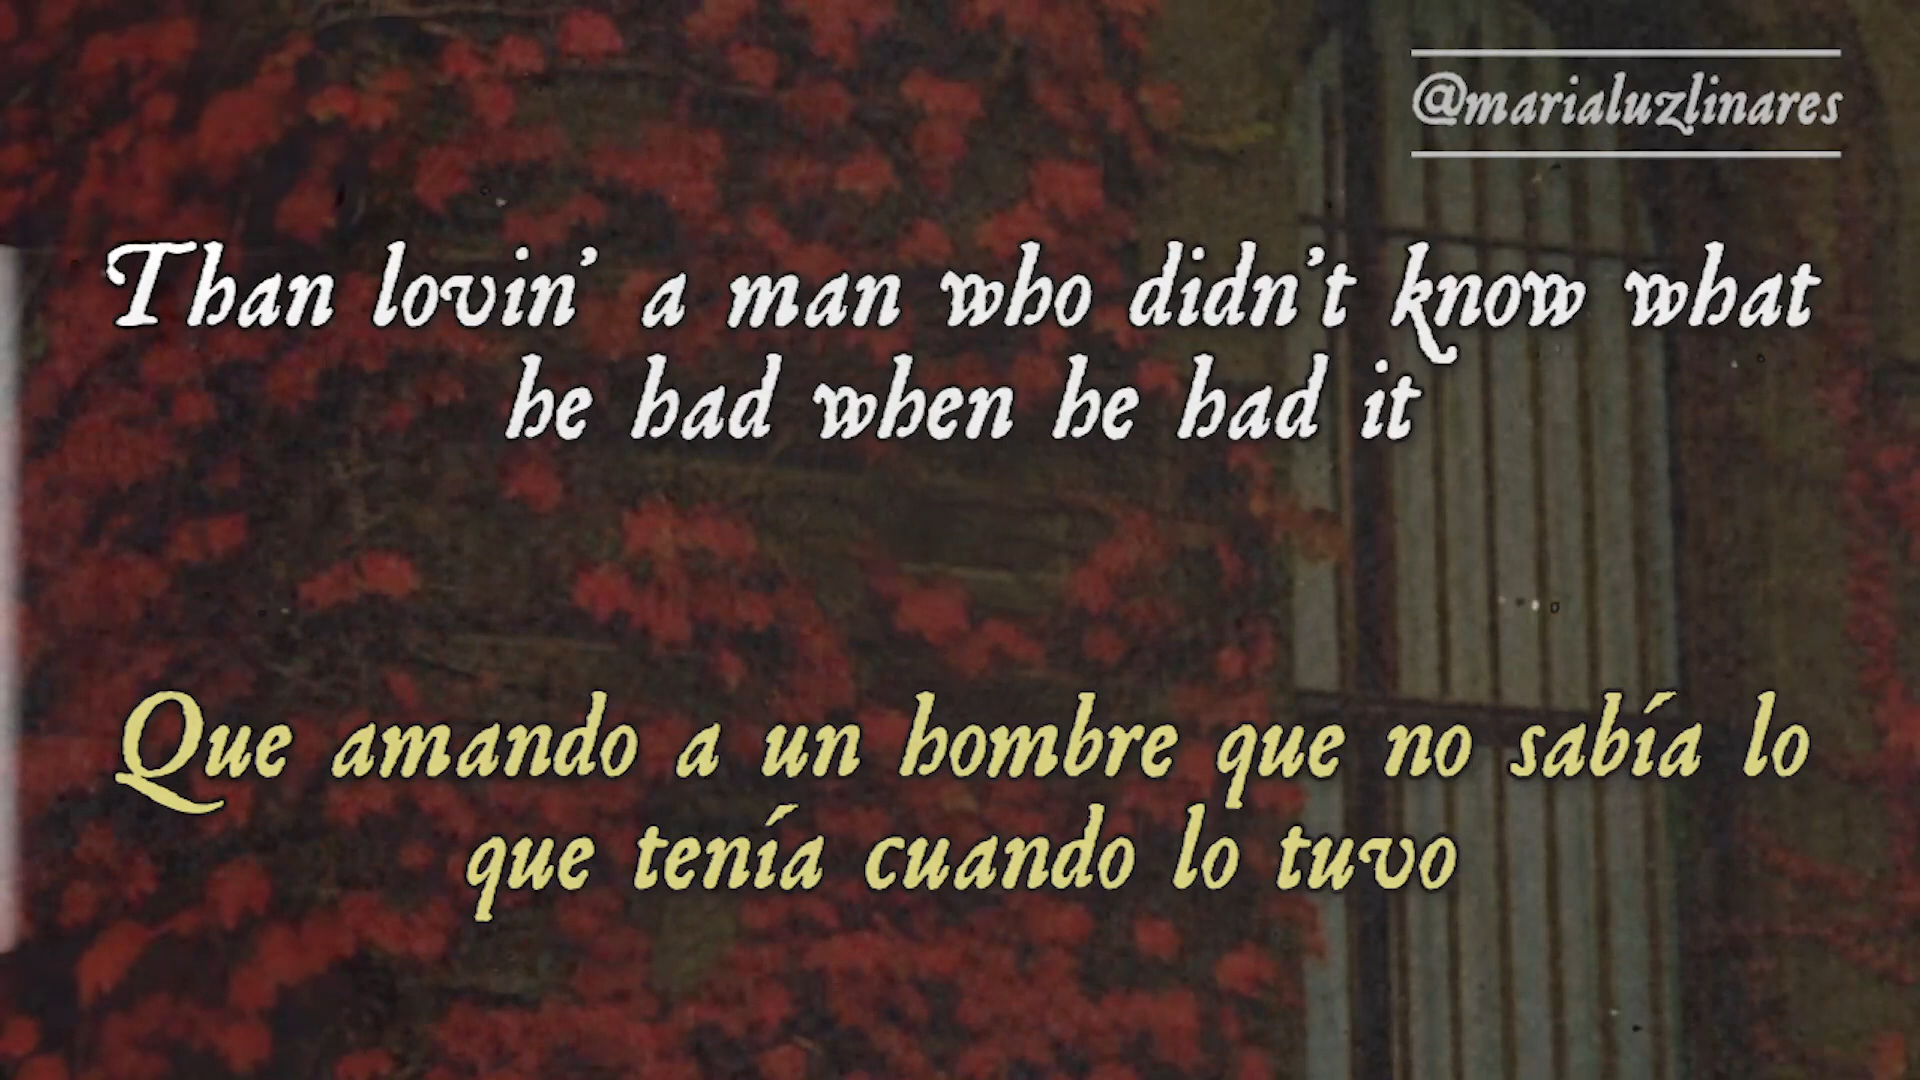 @marialuzlinares
Than lovin' a man who didn't know what
he had when he had it
Que amando a un hombre que no sabía lo
que tenía cuando lo tuvo